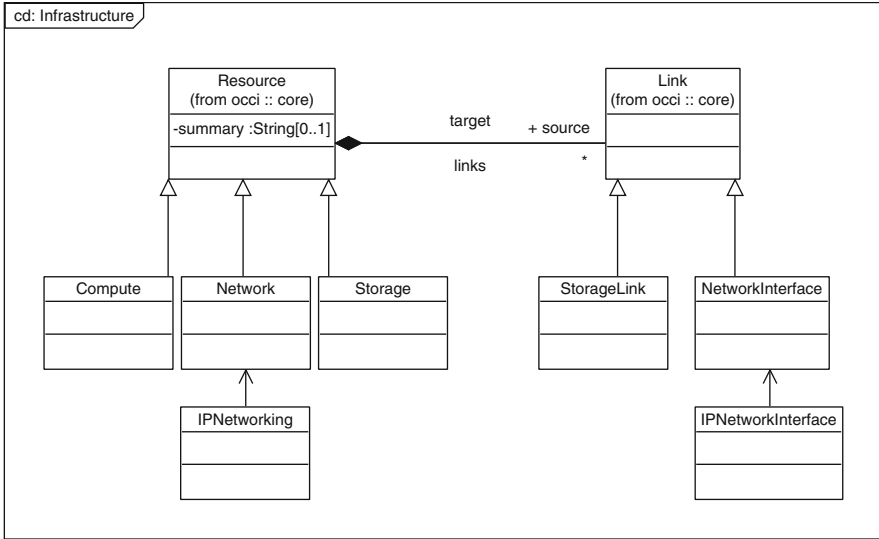 cd: Infrastructure
Resource
(from occi :: core)
-summary :String[0..1]
target
+ source
links
*
Link
(from occi :: core)
Compute
Network
Storage
StorageLink
NetworkInterface
IPNetworking
IPNetworkInterface